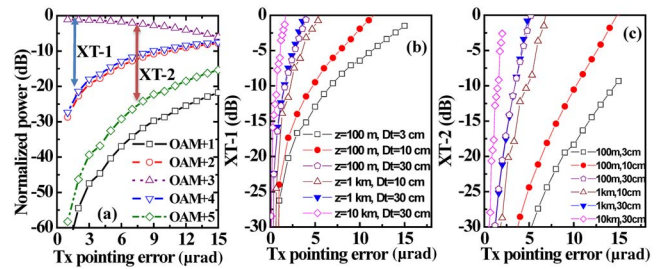 0
-10
-20
-30
-40
-50
-60
Normalized power (dB)
XT-1
XT-2
OAM+1
OAM+2
OAM+3
OAM+4
OAM+5
(a)
3 6 9 12 15
Tx pointing error (μrad)
0
-5
-10
-15
-20
-25
-30
XT-1 (dB)
(b)
z=100 m, Dt=3 cm
z=100 m, Dt=10 cm
z=100 m, Dt=30 cm
z=1 km, Dt=10 cm
z=1 km, Dt=30 cm
z=10 km, Dt=30 cm
0 5 10 15
Tx pointing error (μrad)
0
-5
-10
-15
-20
-25
-30
XT-2 (dB)
(c)
100m,3cm
100m,10cm
100m,30cm
1km,10cm
1km,30cm
10km,30cm
0 5 10 15
Tx pointing error (μrad)